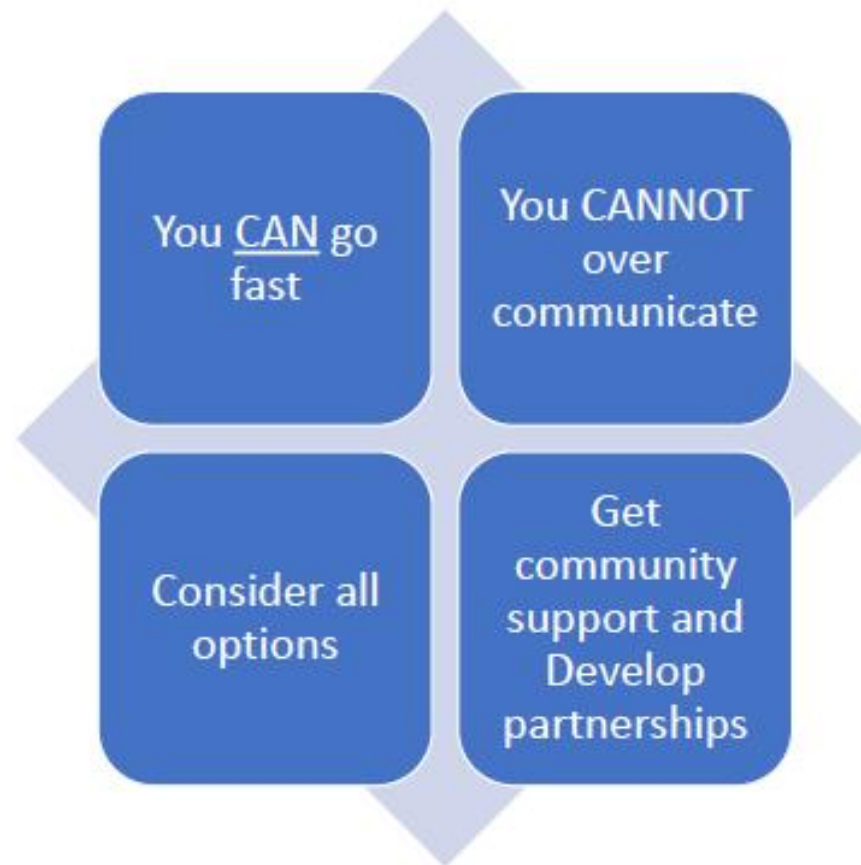 You CAN go
fast
You CANNOT
over
communicate
Consider all
options
Get
community
support and
Develop
partnerships